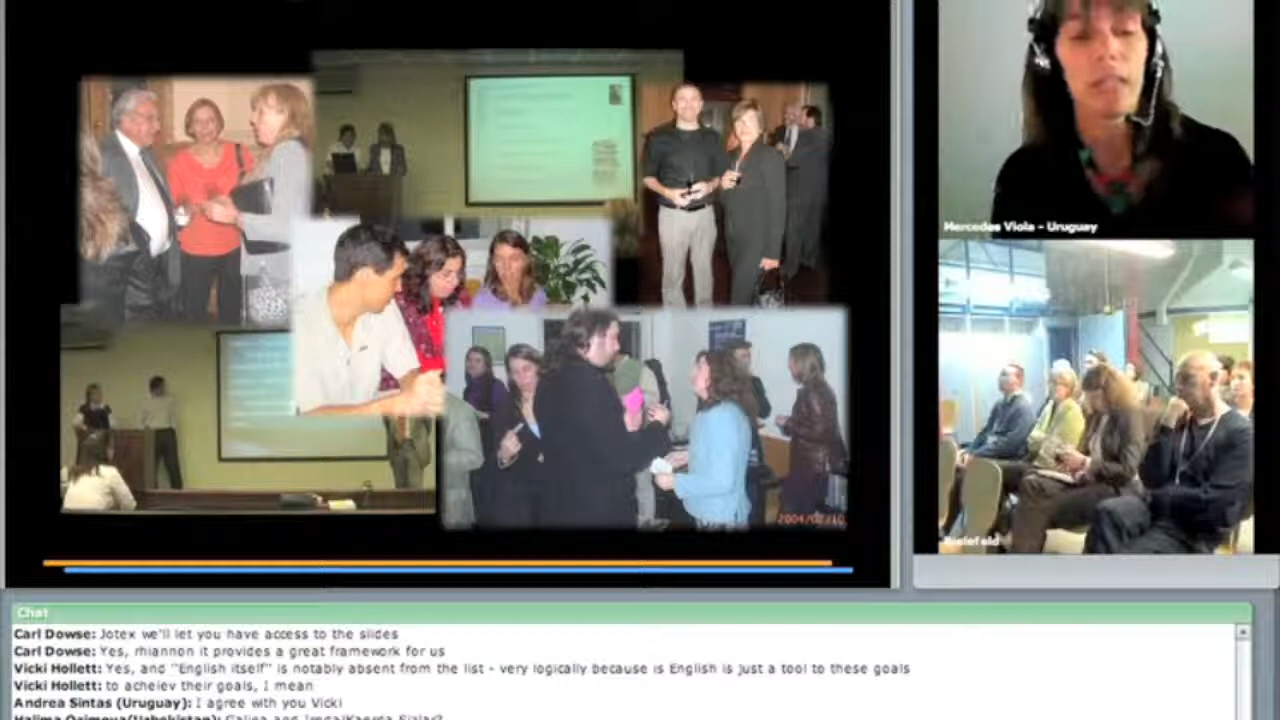 Mercedes Viola - Uruguay
Bielefeld
2004/07/10
Chat
Carl Dowse: Jotex we'll let you have access to the slides
Carl Dowse: Yes, rhiannon it provides a great framework for us
Vicki Hollett: Yes, and "English itself" is notably absent from the list - very logically because is English is just a tool to these goals
Vicki Hollett: to acheiev their goals, I mean
Andrea Sintas (Uruguay): I agree with you Vicki